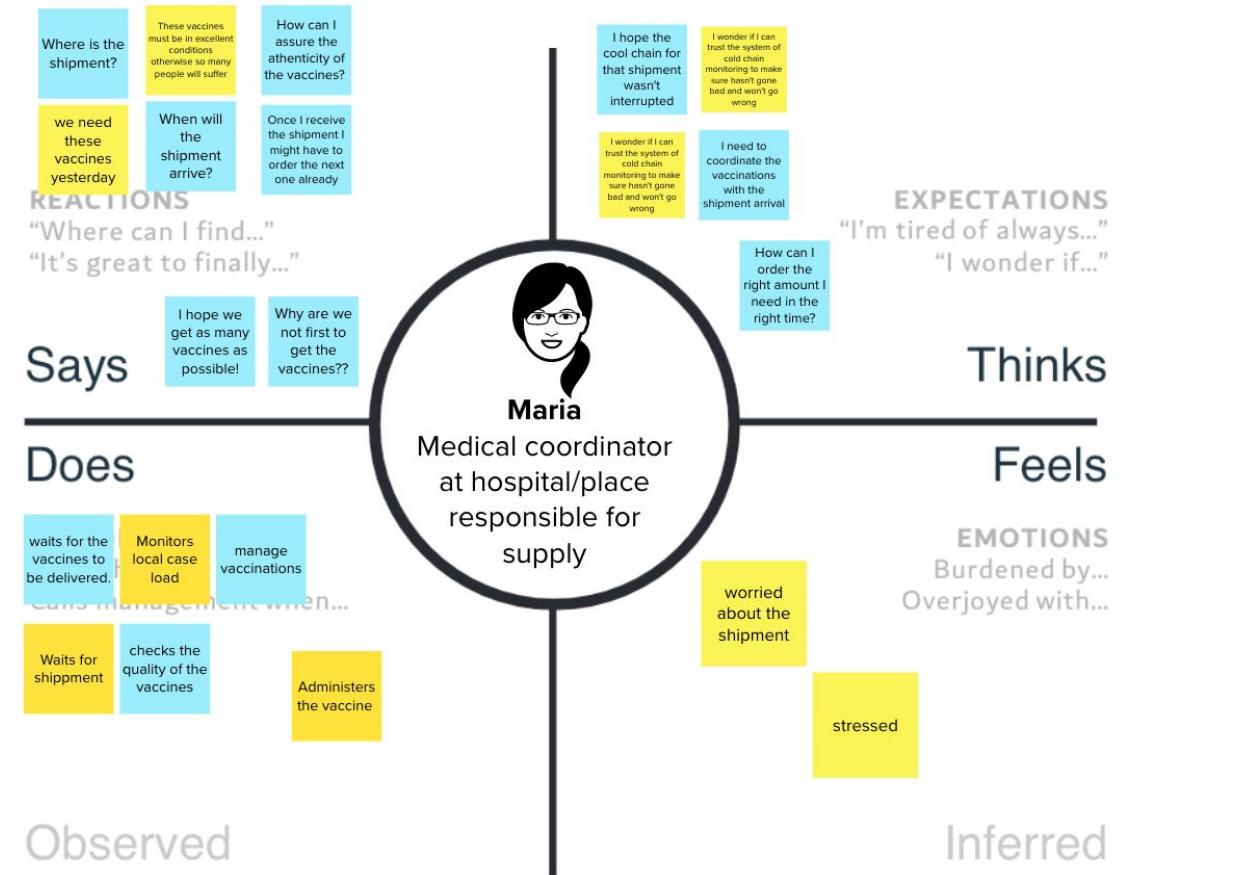 Where is the
shipment?
These vaccines
must be in excellent
conditions
otherwise so many
people will suffer
How can I
assure the
athenticity of
the vaccines?
we need
these
vaccines
yesterday
When will
the
shipment
arrive?
Once I receive
the shipment I
might have to
order the next
one already
REACTIONS
“Where can I find...”
“It’s great to finally...”
I hope we
get as many
vaccines as
possible!
Why are we
not first to
get the
vaccines??
Says
I hope the
cool chain for
that shipment
wasn't
interrupted
I wonder if I can
trust the system of
cold chain
monitoring to make
sure hasn't gone
bad and won't go
wrong
I wonder if I can
trust the system of
cold chain
monitoring to make
sure hasn't gone
bad and won't go
wrong
I need to
coordinate the
vaccinations
with the
shipment arrival
EXPECTATIONS
“I’m tired of always...”
“I wonder if...”
How can I
order the
right amount I
need in the
right time?
Thinks
Maria
Medical coordinator
at hospital/place
responsible for
supply
Does
waits for the
vaccines to
be delivered.
Monitors
local case
load
manage
vaccinations
management when...
Waits for
shippment
checks the
quality of the
vaccines
Administers
the vaccine
Observed
Feels
EMOTIONS
Burdened by...
Overjoyed with...
worried
about the
shipment
stressed
Inferred